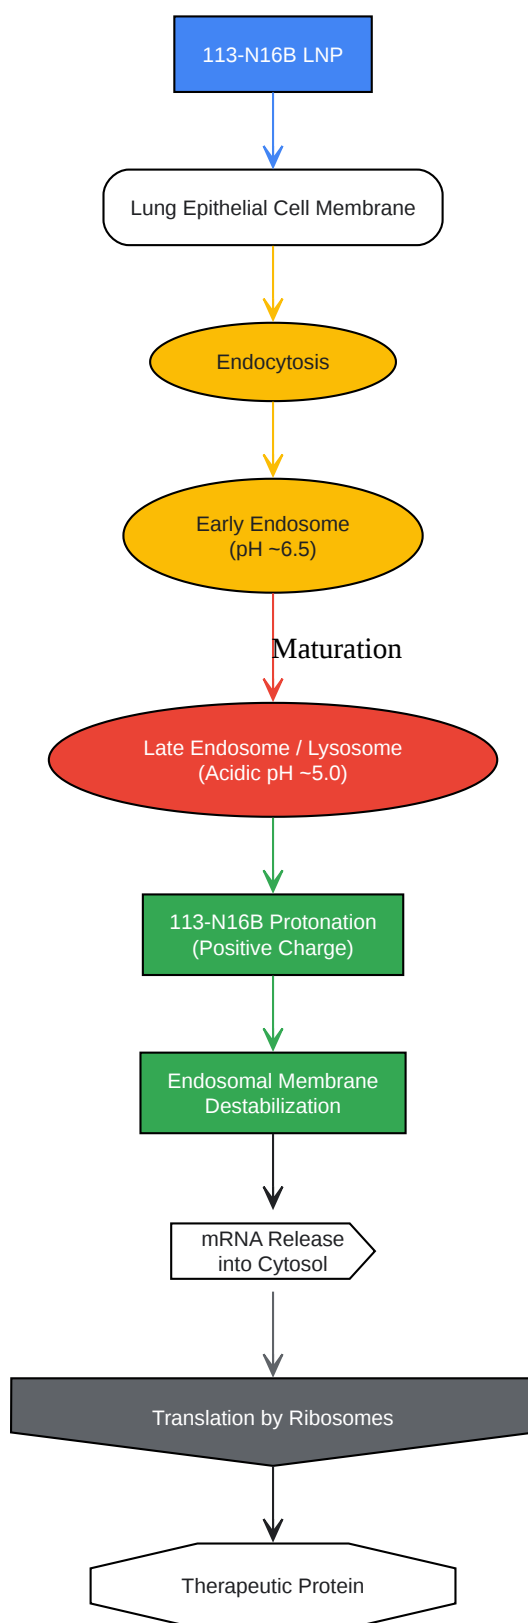 113-N16B LNP
Lung Epithelial Cell Membrane
Endocytosis
Early Endosome
(pH ~6.5)
Maturation
Late Endosome / Lysosome
(Acidic pH ~5.0)
113-N16B Protonation
(Positive Charge)
Endosomal Membrane
Destabilization
mRNA Release
into Cytosol
Translation by Ribosomes
Therapeutic Protein